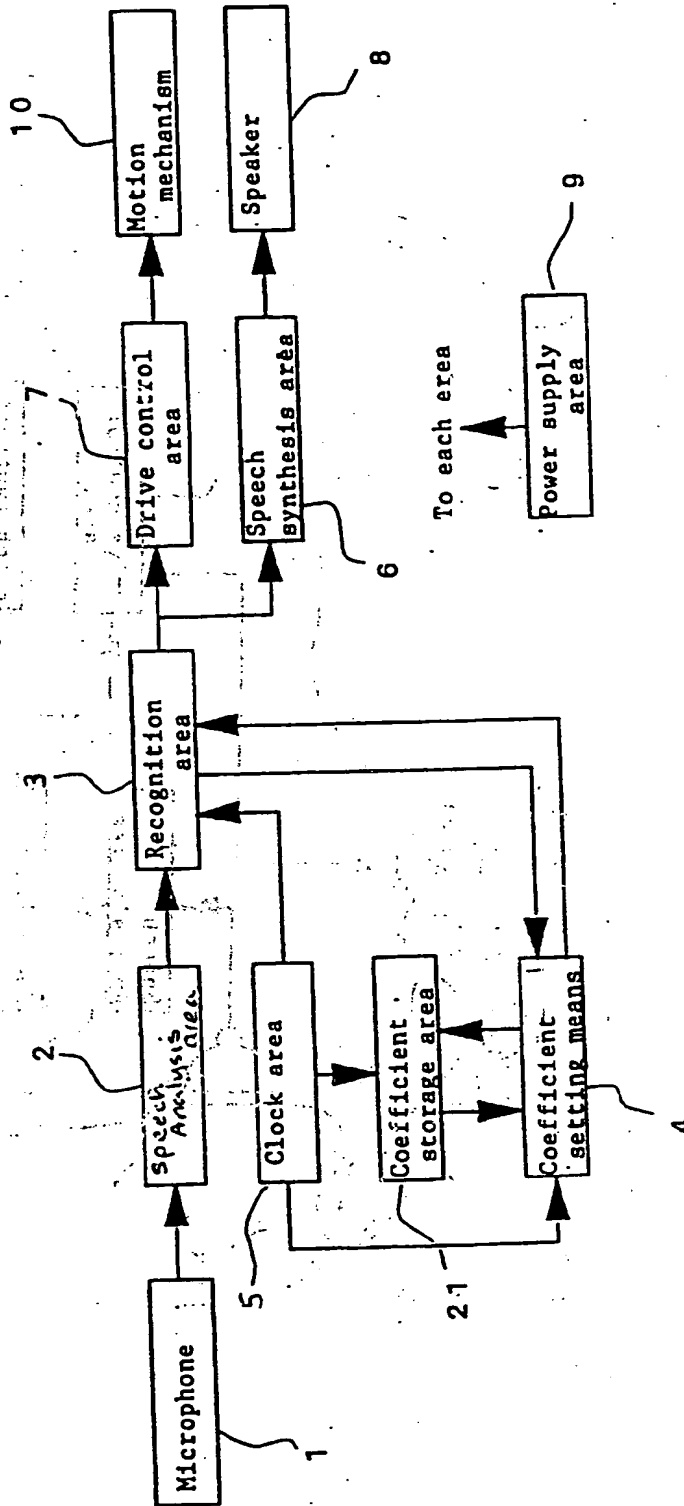 10
Motion
mechanism
Speaker
8
7
Drive control
area
Speech
synthesis area
6
To each erea
Power supply
area
9
3
Recognition
area
2
Speech
Analysis
area
Clock area
5
Coefficient
storage area
21
Coefficient
setting means
4
Microphone
1